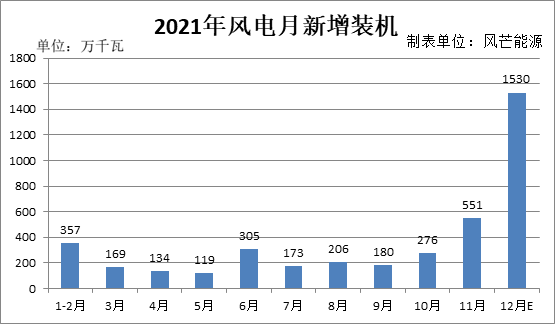 2021年风电月新增装机
单位：万千瓦
制表单位：风芒能源
1800
1600
1400
1200
1000
800
600
400
200
0
357
169
134
119
305
173
206
180
276
551
1530
1-2月
3月
4月
5月
6月
7月
8月
9月
10月
11月
12月E